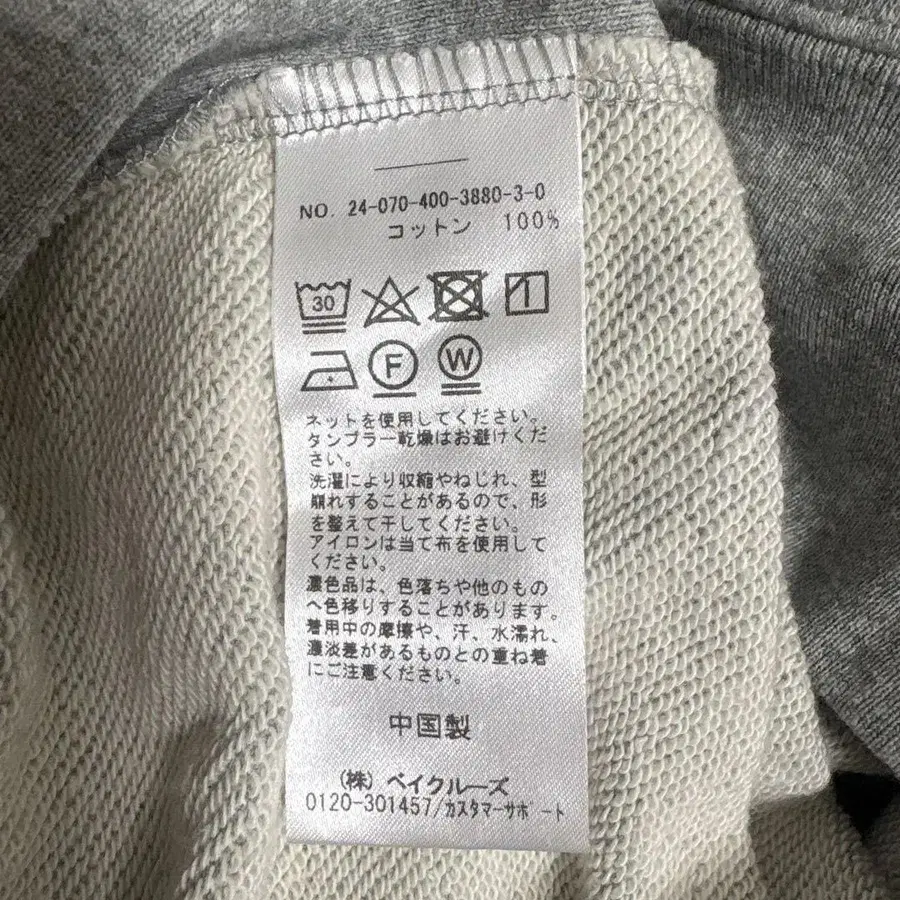 NO. 24-070-400-3880-3-0
コットン 100%
30
F W
ネットを使用してください。
タンブラー乾燥はお避けくだ
さい。
洗濯により収縮やねじれ、型
崩れすることがあるので、形
を整えて干してください。
アイロンは当て布を使用して
ください。
濃色品は、色落ちや他のもの
へ色移りすることがあります。
着用中の摩擦や、汗、水濡れ、
濃淡差があるものとの重ね着
にご注意ください。
中国製
(株) ベイクルーズ
0120-301457/カスタマーサポート